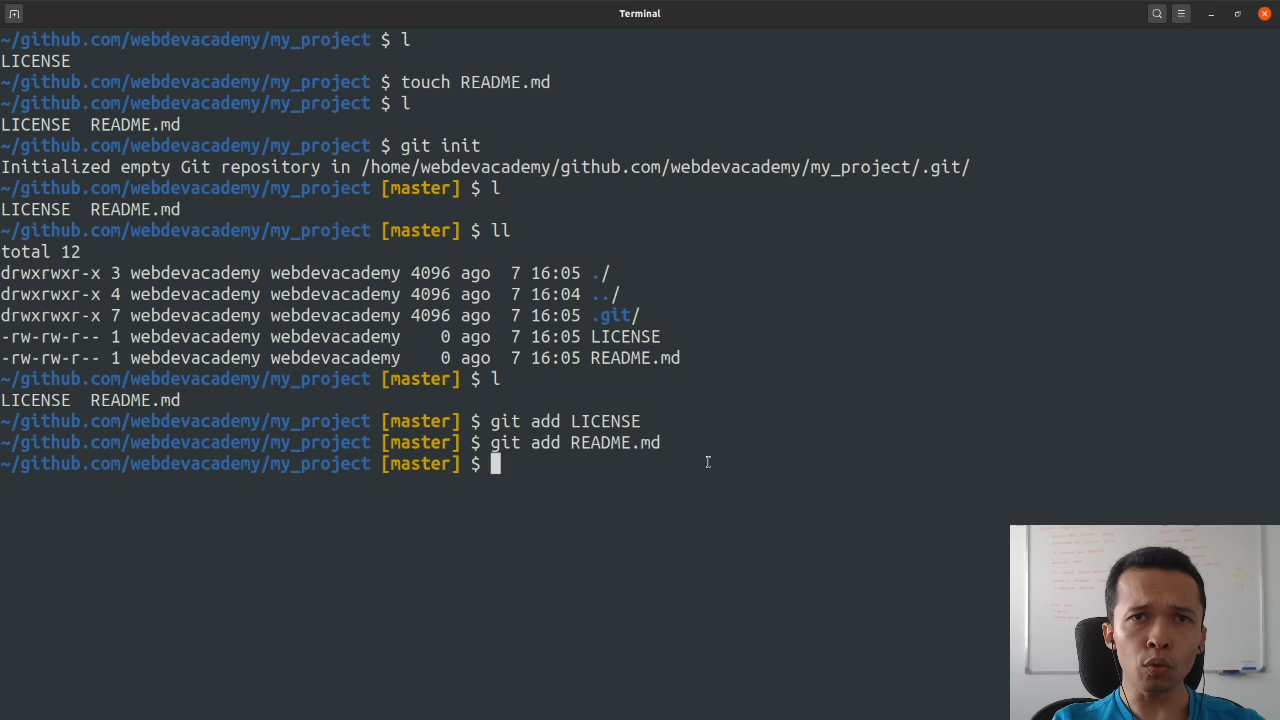 Terminal
~/github.com/webdevacademy/my_project $ l
LICENSE
~/github.com/webdevacademy/my_project $ touch README.md
~/github.com/webdevacademy/my_project $ l
LICENSE  README.md
~/github.com/webdevacademy/my_project $ git init
Initialized empty Git repository in /home/webdevacademy/github.com/webdevacademy/my_project/.git/
~/github.com/webdevacademy/my_project [master] $ l
LICENSE  README.md
~/github.com/webdevacademy/my_project [master] $ ll
total 12
drwxrwxr-x 3 webdevacademy webdevacademy 4096 ago  7 16:05 ./
drwxrwxr-x 4 webdevacademy webdevacademy 4096 ago  7 16:04 ../
drwxrwxr-x 7 webdevacademy webdevacademy 4096 ago  7 16:05 .git/
-rw-rw-r-- 1 webdevacademy webdevacademy    0 ago  7 16:05 LICENSE
-rw-rw-r-- 1 webdevacademy webdevacademy    0 ago  7 16:05 README.md
~/github.com/webdevacademy/my_project [master] $ l
LICENSE  README.md
~/github.com/webdevacademy/my_project [master] $ git add LICENSE
~/github.com/webdevacademy/my_project [master] $ git add README.md
~/github.com/webdevacademy/my_project [master] $